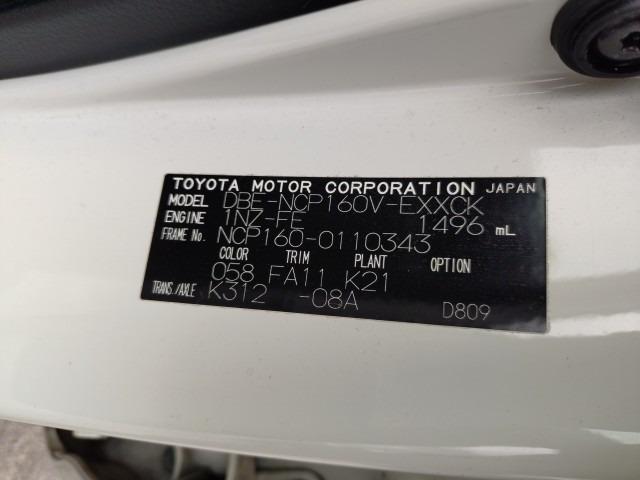 TOYOTA MOTOR CORPORATION JAPAN
MODEL DBE-NCP160V-EXXCK
ENGINE 1NZ-FE 1496 mL
FRAME No. NCP160-0110343
COLOR TRIM PLANT OPTION
058 FA11 K21
TRANS./AXLE K312 -08A
D809